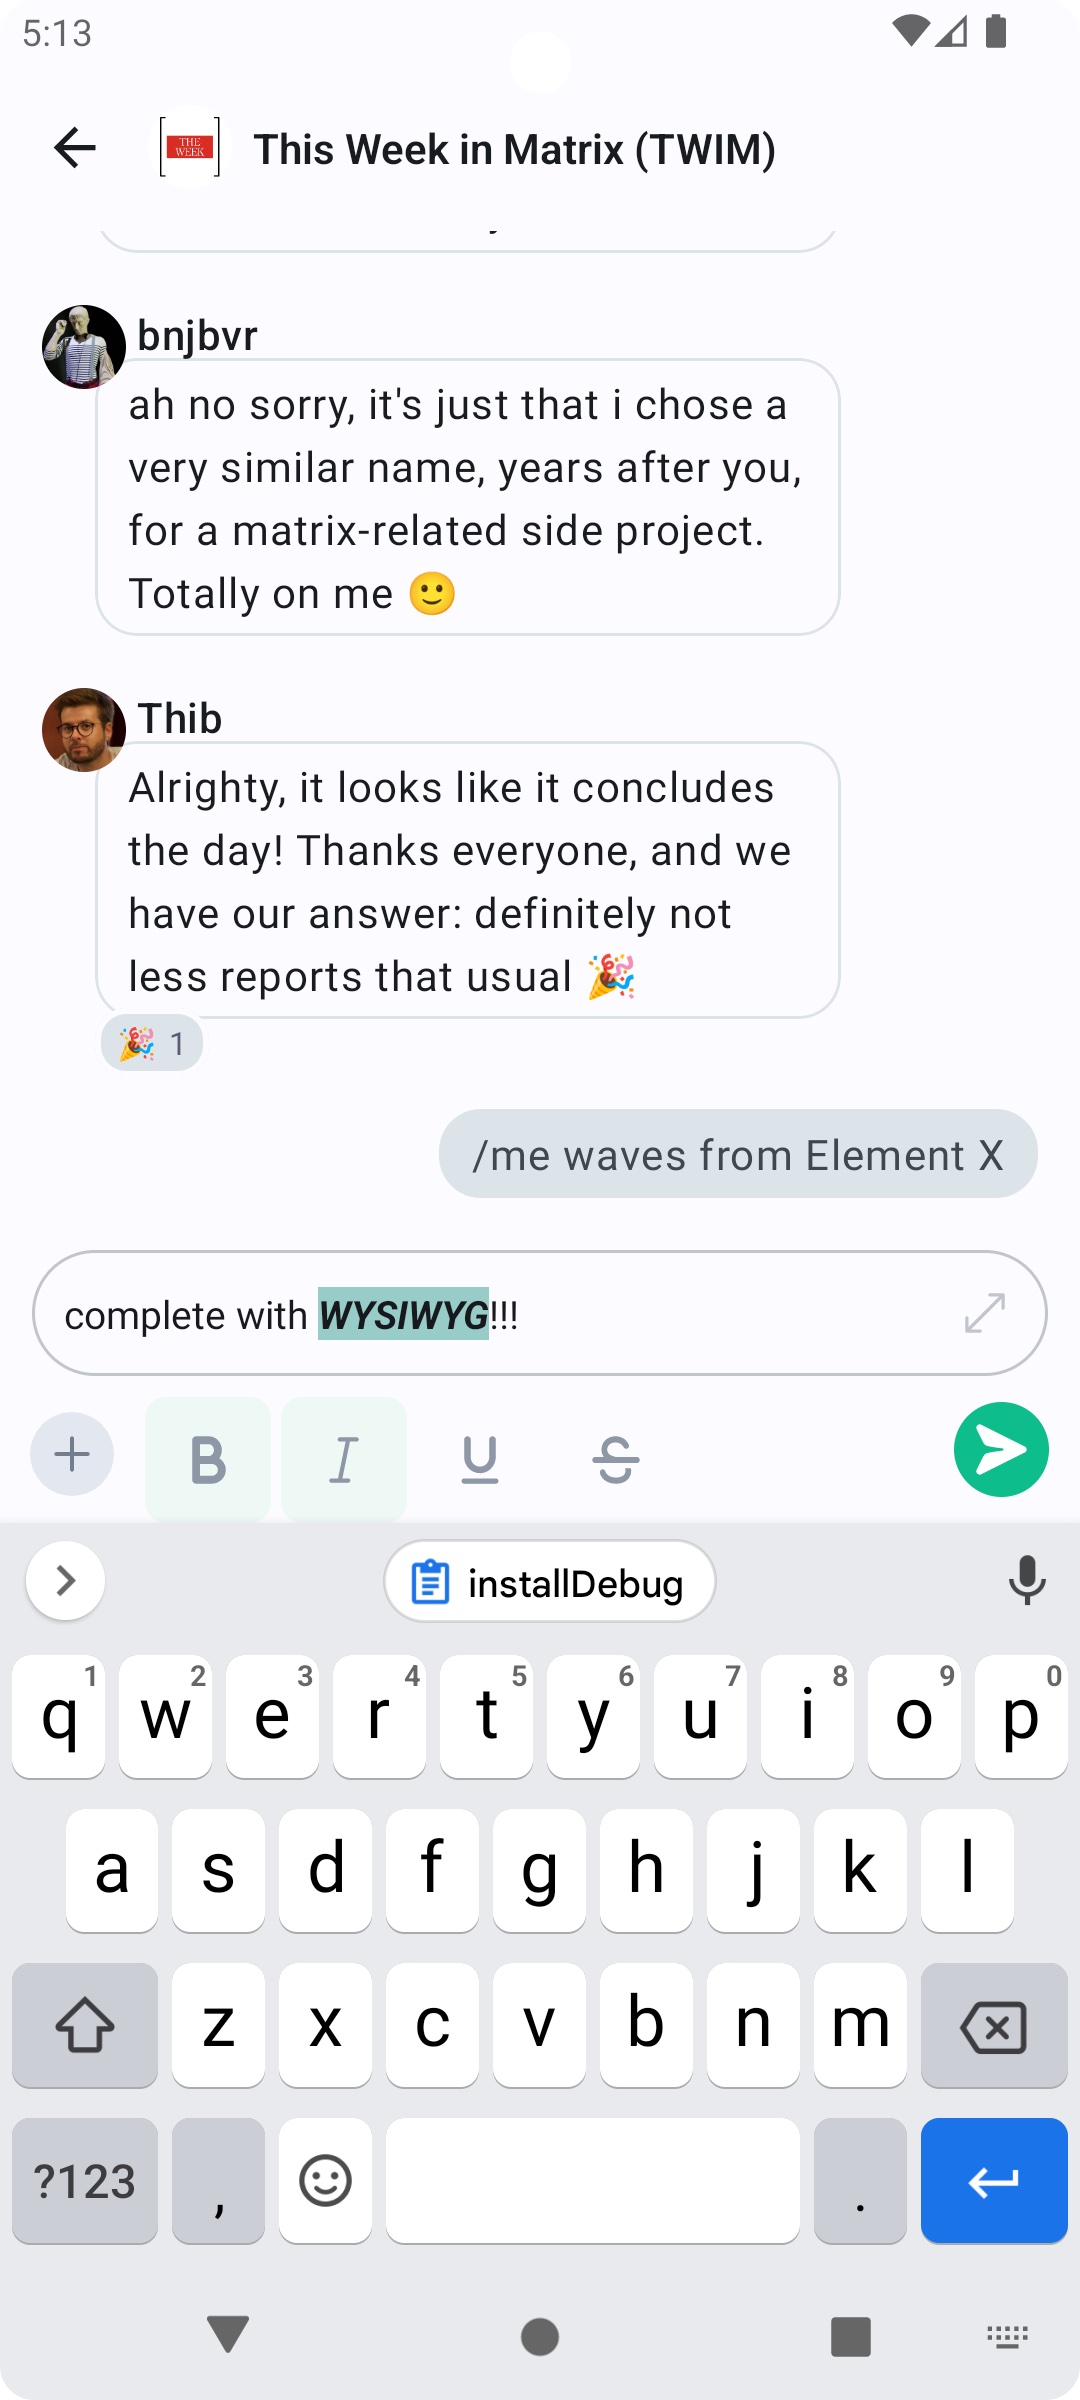 5:13
THE
WEEK
This Week in Matrix (TWIM)
bnjbvr
ah no sorry, it's just that i chose a
very similar name, years after you,
for a matrix-related side project.
Totally on me 🙂
Thib
Alrighty, it looks like it concludes
the day! Thanks everyone, and we
have our answer: definitely not
less reports that usual 🎉
🎉 1
/me waves from Element X
complete with WYSIWYG!!!
B I U S
installDebug
1 2 3 4 5 6 7 8 9 0
q w e r t y u i o p
a s d f g h j k l
z x c v b n m
?123 , .